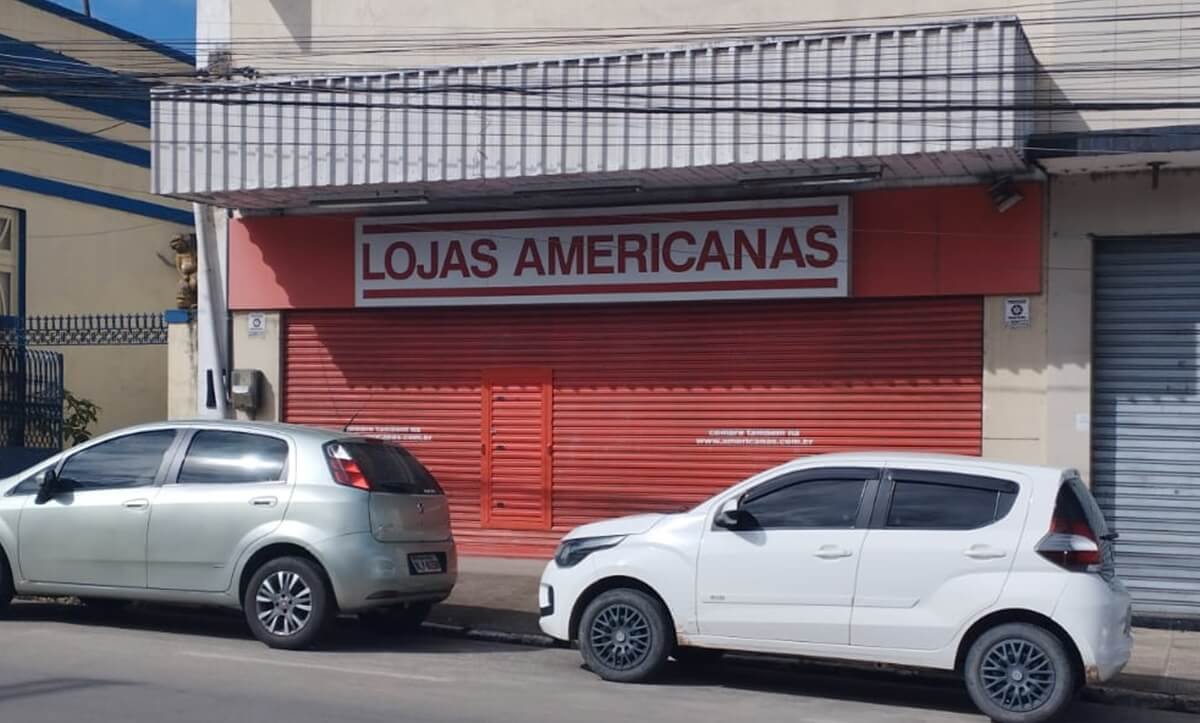 LOJAS AMERICANAS
compre também na
www.americanas.com.br